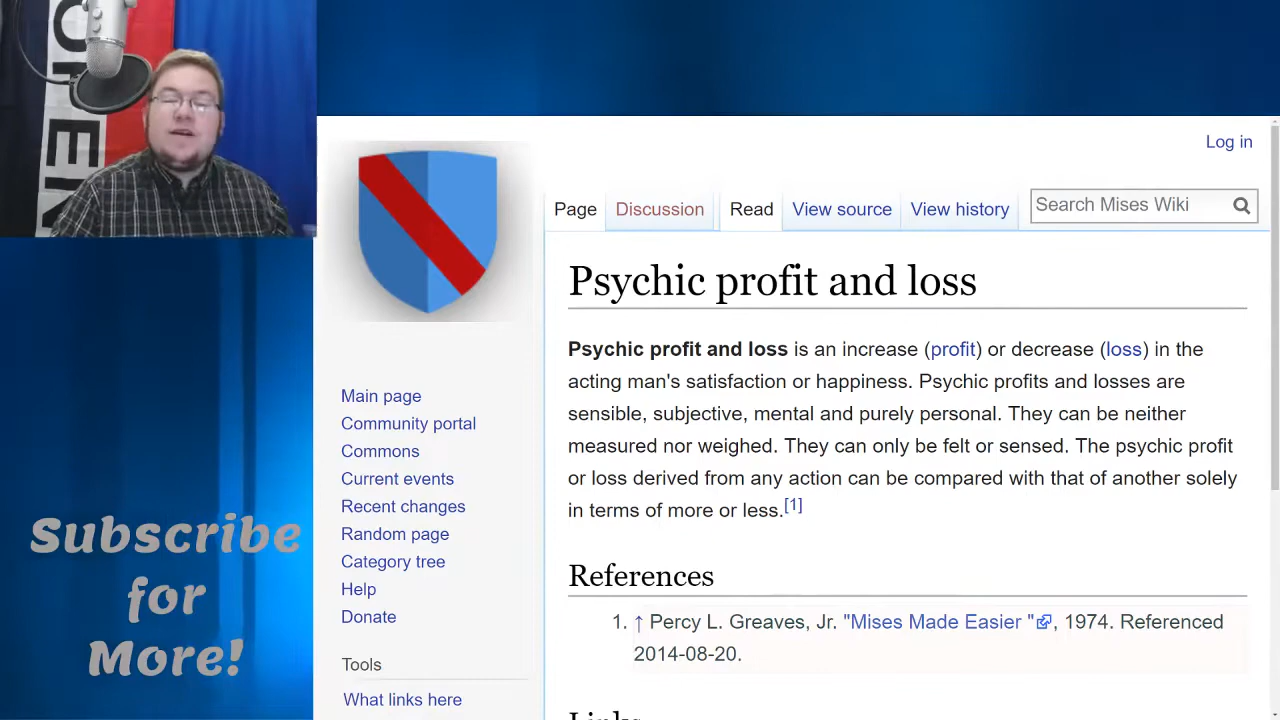 OPEN
Log in
Page Discussion Read View source View history Search Mises Wiki
Psychic profit and loss
Psychic profit and loss is an increase (profit) or decrease (loss) in the
acting man's satisfaction or happiness. Psychic profits and losses are
sensible, subjective, mental and purely personal. They can be neither
measured nor weighed. They can only be felt or sensed. The psychic profit
or loss derived from any action can be compared with that of another solely
in terms of more or less.[1]
References
1. ↑ Percy L. Greaves, Jr. "Mises Made Easier ", 1974. Referenced
2014-08-20.
Links
Main page
Community portal
Commons
Current events
Recent changes
Random page
Category tree
Help
Donate
Tools
What links here
Subscribe
for
More!